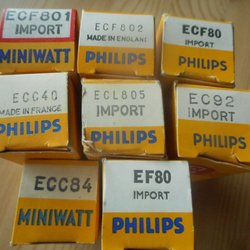 ECF801
IMPORT
MINIWATT
ECF802
MADE IN ENGLAND
PHILIPS
ECF80
IMPORT
PHILIPS
ECC40
MADE IN FRANCE
PHILIPS
ECL805
IMPORT
PHILIPS
EC92
IMPORT
PHILIPS
ECC84
MINIWATT
EF80
IMPORT
PHILIPS